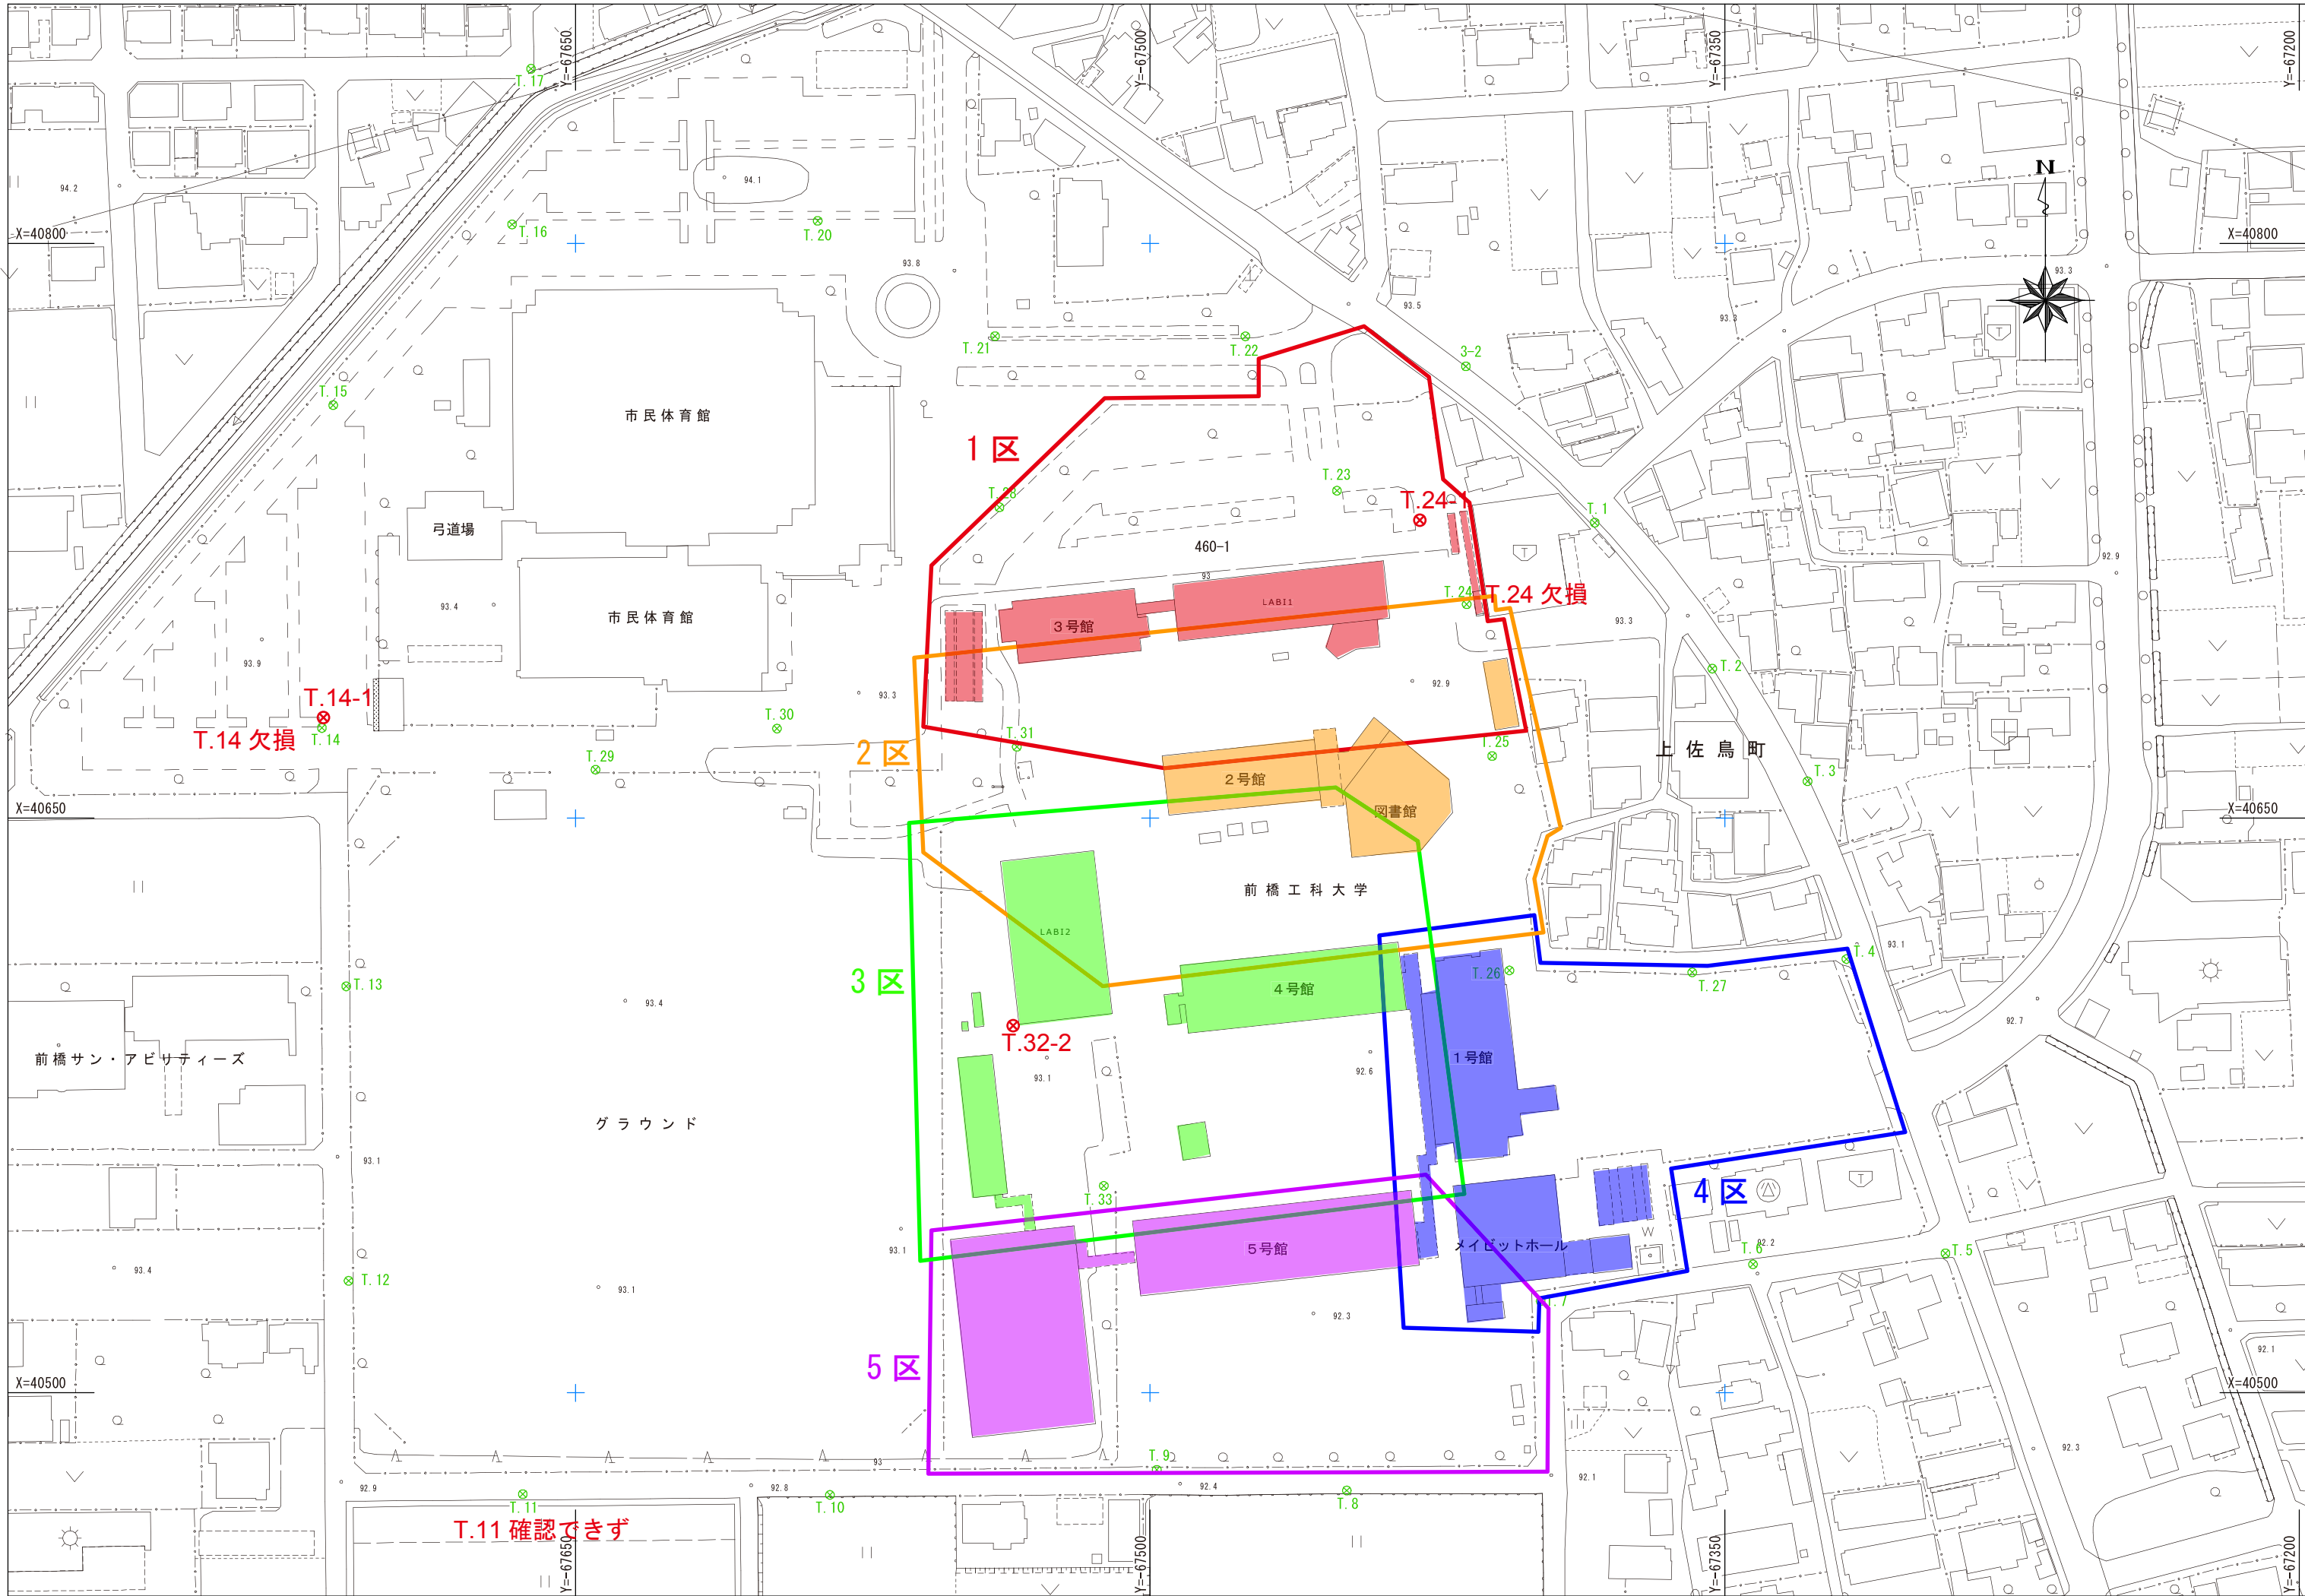 Y=-67650
Y=-67500
Y=-67350
Y=-67200
T.17
94.2
94.1
N
T.16
T.20
X=40800
X=40800
93.8
93.3
93.5
93.3
T.21
T.22
3-2
T.15
市民体育館
1区
T.28
T.23
T.24-1
T.1
弓道場
460-1
92.9
93
LABI1
T.24
T.24 欠損
93.4
市民体育館
3号館
93.3
93.9
T.2
93.3
92.9
T.14-1
T.14 欠損
T.14
T.30
T.31
T.25
上佐鳥町
2区
T.29
2号館
T.3
X=40650
X=40650
図書館
前橋工科大学
LABI2
93.1
T.4
3区
T.13
4号館
T.26
T.27
93.4
92.7
T.32-2
前橋サン・アビリティーズ
1号館
93.1
92.6
グラウンド
93.1
T.33
4区
93.1
5号館
メイビットホール
92.2
T.6
T.5
93.4
T.12
93.1
T.7
92.3
92.1
5区
X=40500
X=40500
92.3
T.9
93
92.1
92.9
92.8
92.4
T.11
T.10
T.8
T.11 確認できず
Y=-67650
Y=-67500
Y=-67350
Y=-67200